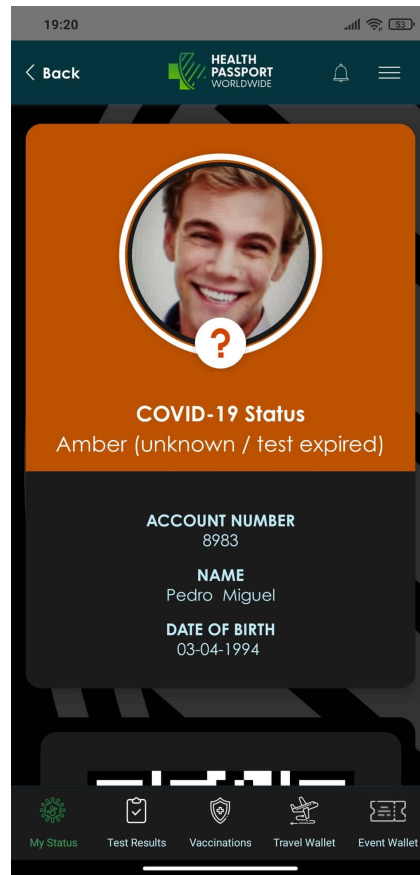 19:20
53
Back
HEALTH
PASSPORT
WORLDWIDE
?
COVID-19 Status
Amber (unknown / test expired)
ACCOUNT NUMBER
8983
NAME
Pedro Miguel
DATE OF BIRTH
03-04-1994
My Status
Test Results
Vaccinations
Travel Wallet
Event Wallet